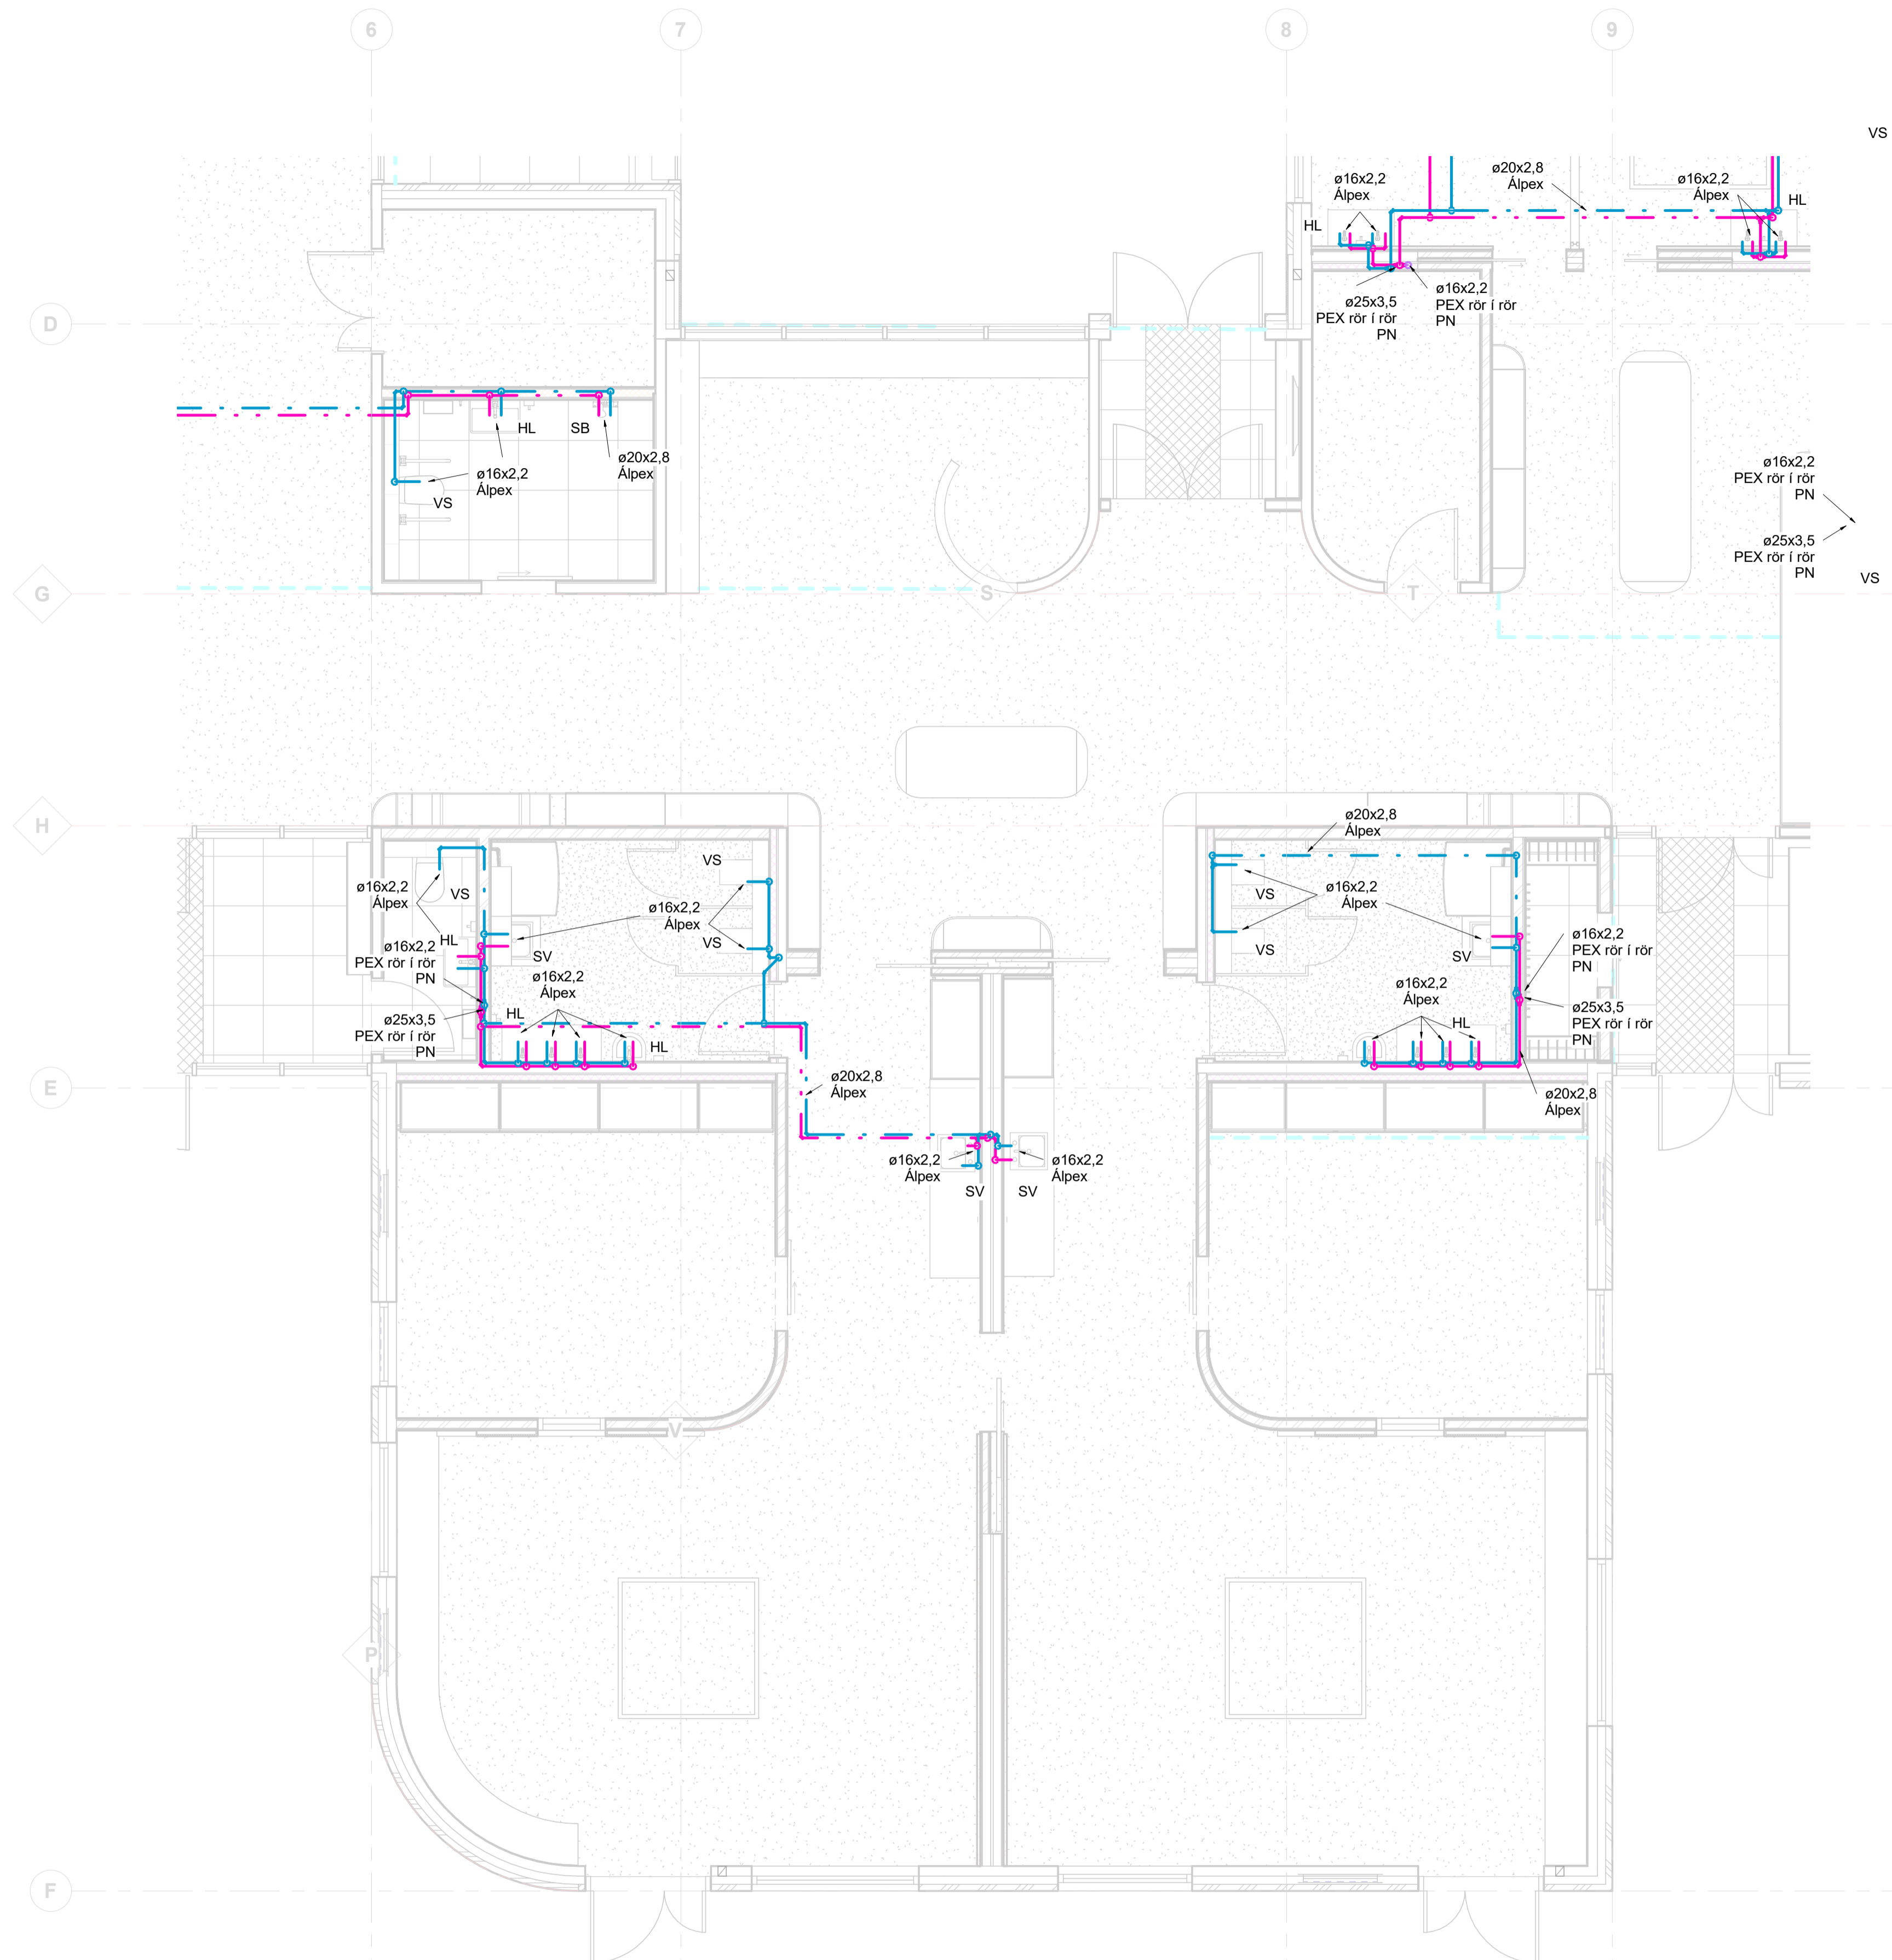 6
7
8
9
VS
ø20x2,8
Álpex
ø16x2,2
Álpex
ø16x2,2
Álpex
HL
HL
ø25x3,5
PEX rör í rör
PN
ø16x2,2
PEX rör í rör
PN
D
HL
SB
ø16x2,2
Álpex
ø20x2,8
Álpex
VS
ø16x2,2
PEX rör í rör
PN
ø25x3,5
PEX rör í rör
PN
VS
G
S
T
H
ø20x2,8
Álpex
VS
ø16x2,2
Álpex
VS
ø16x2,2
Álpex
VS
VS
ø16x2,2
Álpex
VS
HL
ø16x2,2
PEX rör í rör
PN
SV
ø16x2,2
Álpex
HL
ø25x3,5
PEX rör í rör
PN
HL
SV
ø16x2,2
Álpex
HL
ø16x2,2
PEX rör í rör
PN
ø25x3,5
PEX rör í rör
PN
E
ø20x2,8
Álpex
ø20x2,8
Álpex
ø16x2,2
Álpex
ø16x2,2
Álpex
SV
SV
V
P
F